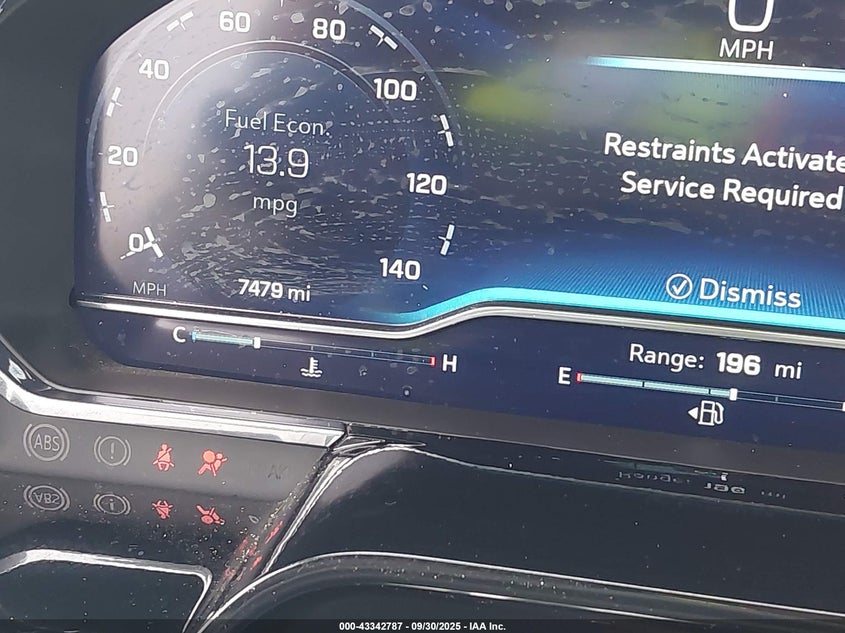 0
MPH
60
80
40
100
Fuel Econ.
20
13.9
120
mpg
0
140
MPH
7479 mi
Restraints Activate
Service Required
Dismiss
C
H
Range: 196 mi
E
ABS
000-43342787 - 09/30/2025 - IAA Inc.